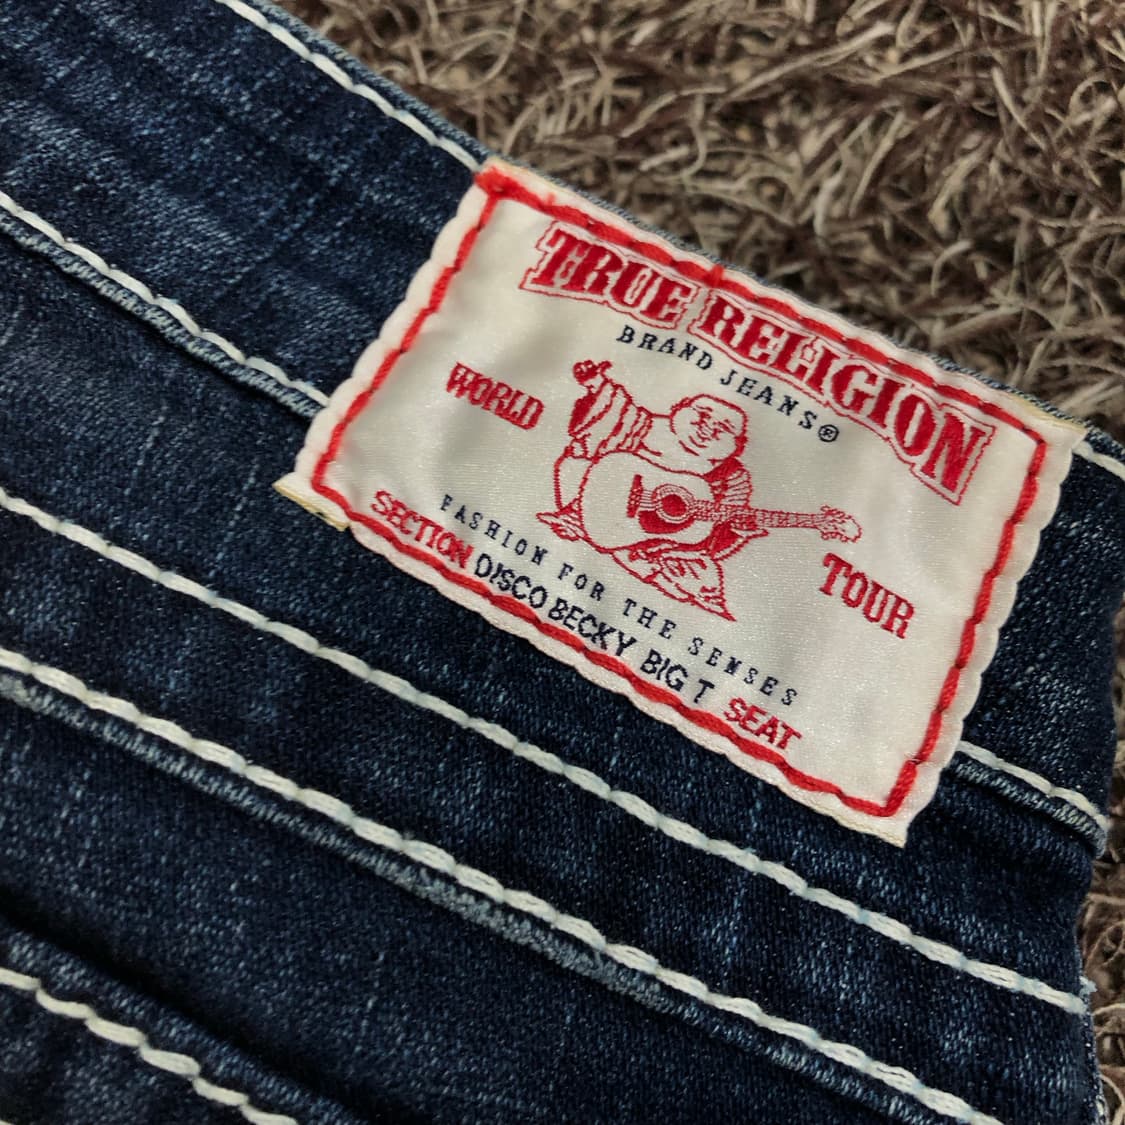 TRUE RELIGION
BRAND JEANS®
WORLD TOUR
FASHION FOR THE SENSES
SECTION DISCO BECKY BIG T SEAT